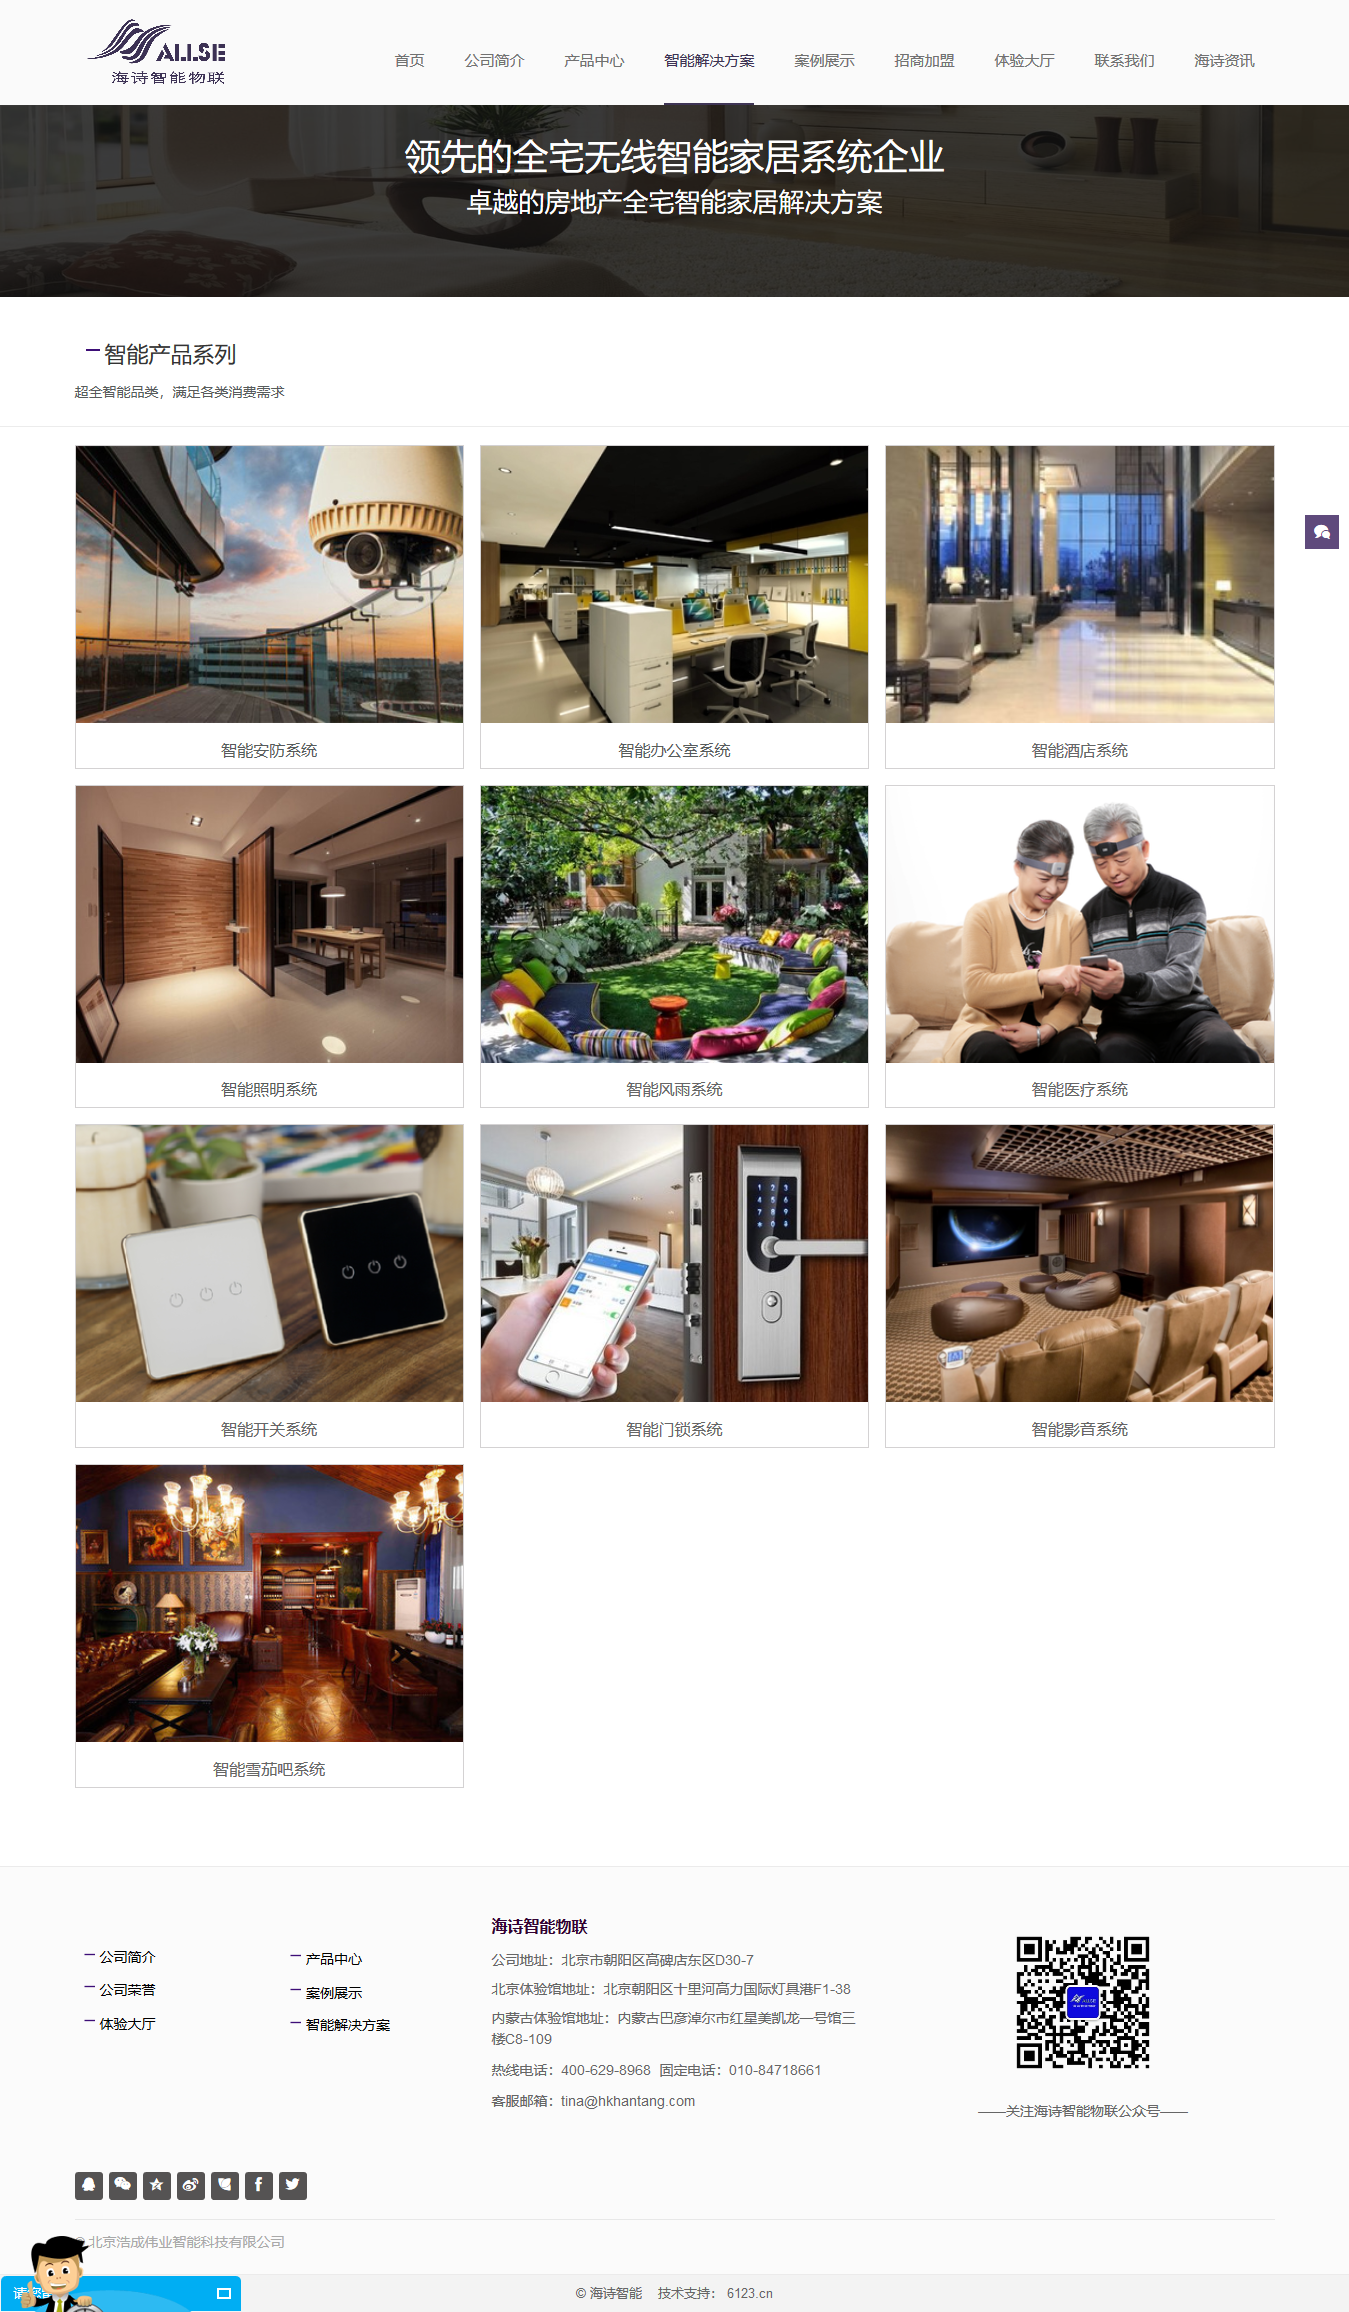 ALLSE
海诗智能物联
首页 公司简介 产品中心 智能解决方案 案例展示 招商加盟 体验大厅 联系我们 海诗资讯
领先的全宅无线智能家居系统企业
卓越的房地产全宅智能家居解决方案
智能产品系列
超全智能品类，满足各类消费需求
智能安防系统 智能办公室系统 智能酒店系统
智能照明系统 智能风雨系统 智能医疗系统
智能开关系统 智能门锁系统 智能影音系统
智能雪茄吧系统
公司简介
公司荣誉
体验大厅
产品中心
案例展示
智能解决方案
海诗智能物联
公司地址：北京市朝阳区高碑店东区D30-7
北京体验馆地址：北京朝阳区十里河高力国际灯具港F1-38
内蒙古体验馆地址：内蒙古巴彦淖尔市红星美凯龙一号馆三
楼C8-109
热线电话：400-629-8968 固定电话：010-84718661
客服邮箱：tina@hkhantang.com
——关注海诗智能物联公众号——
北京浩成伟业智能科技有限公司
© 海诗智能 技术支持： 6123.cn